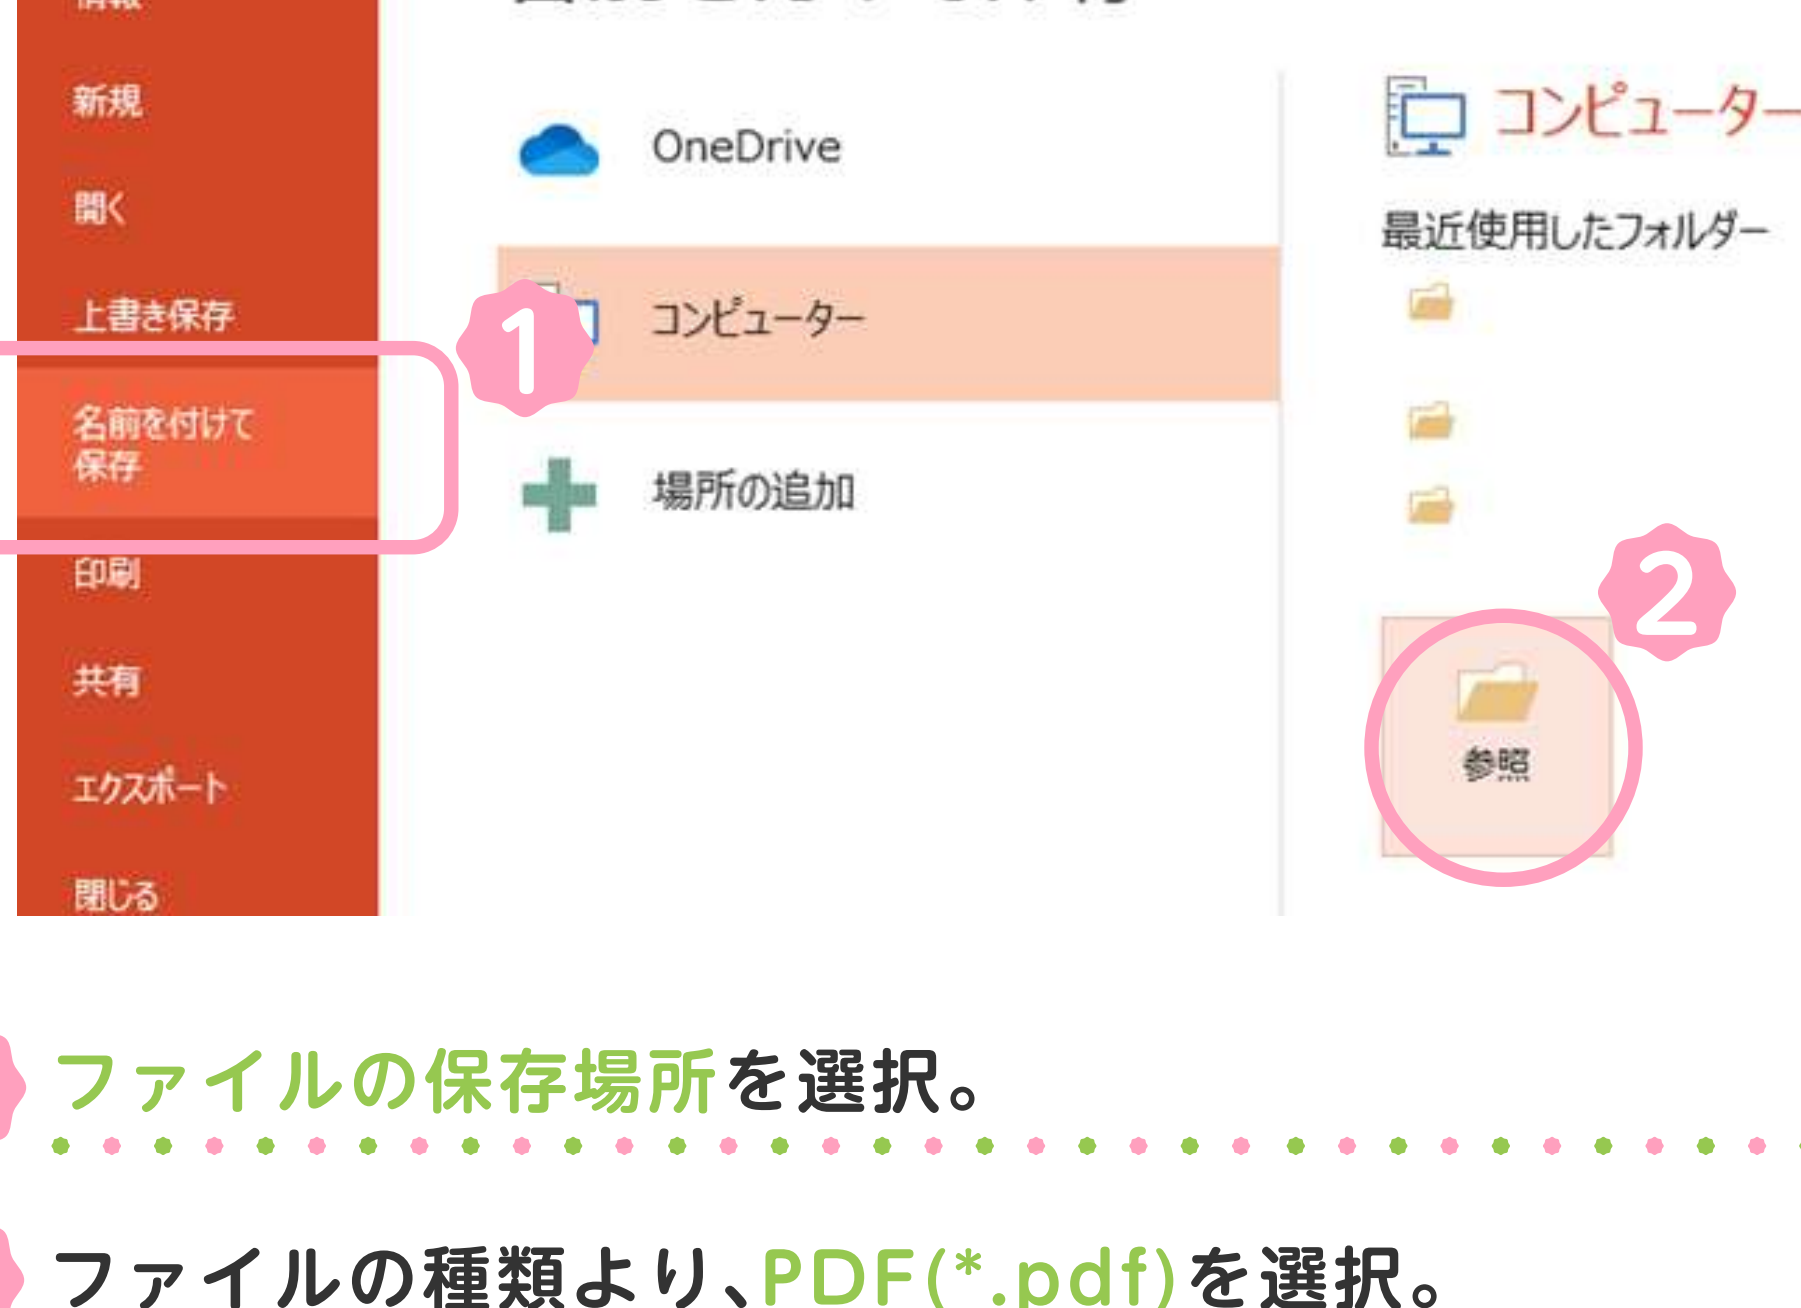 新規
開く
上書き保存
名前を付けて
保存
印刷
共有
エクスポート
閉じる
OneDrive
1
コンピューター
場所の追加
コンピューター
最近使用したフォルダー
2
参照
ファイルの保存場所を選択。
ファイルの種類より、PDF(*.pdf)を選択。